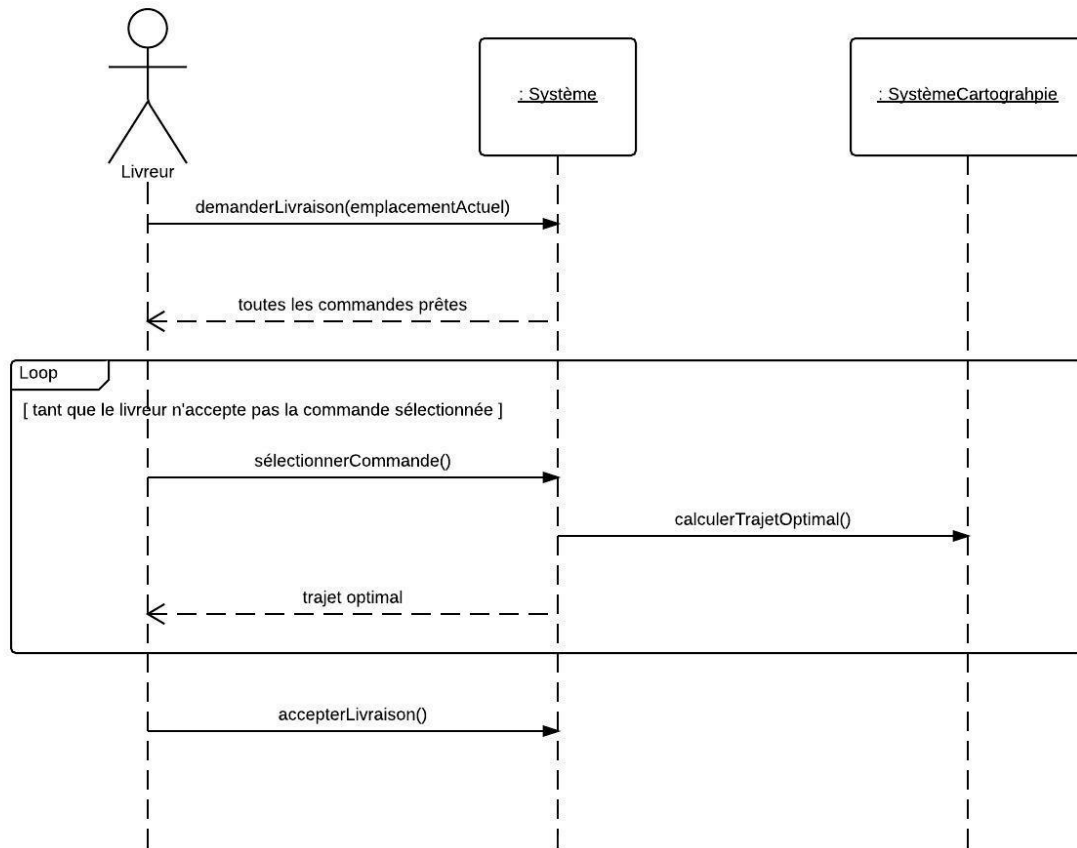 : Système
: SystèmeCartograhpie
Livreur
demanderLivraison(emplacementActuel)
toutes les commandes prêtes
Loop
[ tant que le livreur n'accepte pas la commande sélectionnée ]
sélectionnerCommande()
calculerTrajetOptimal()
trajet optimal
accepterLivraison()